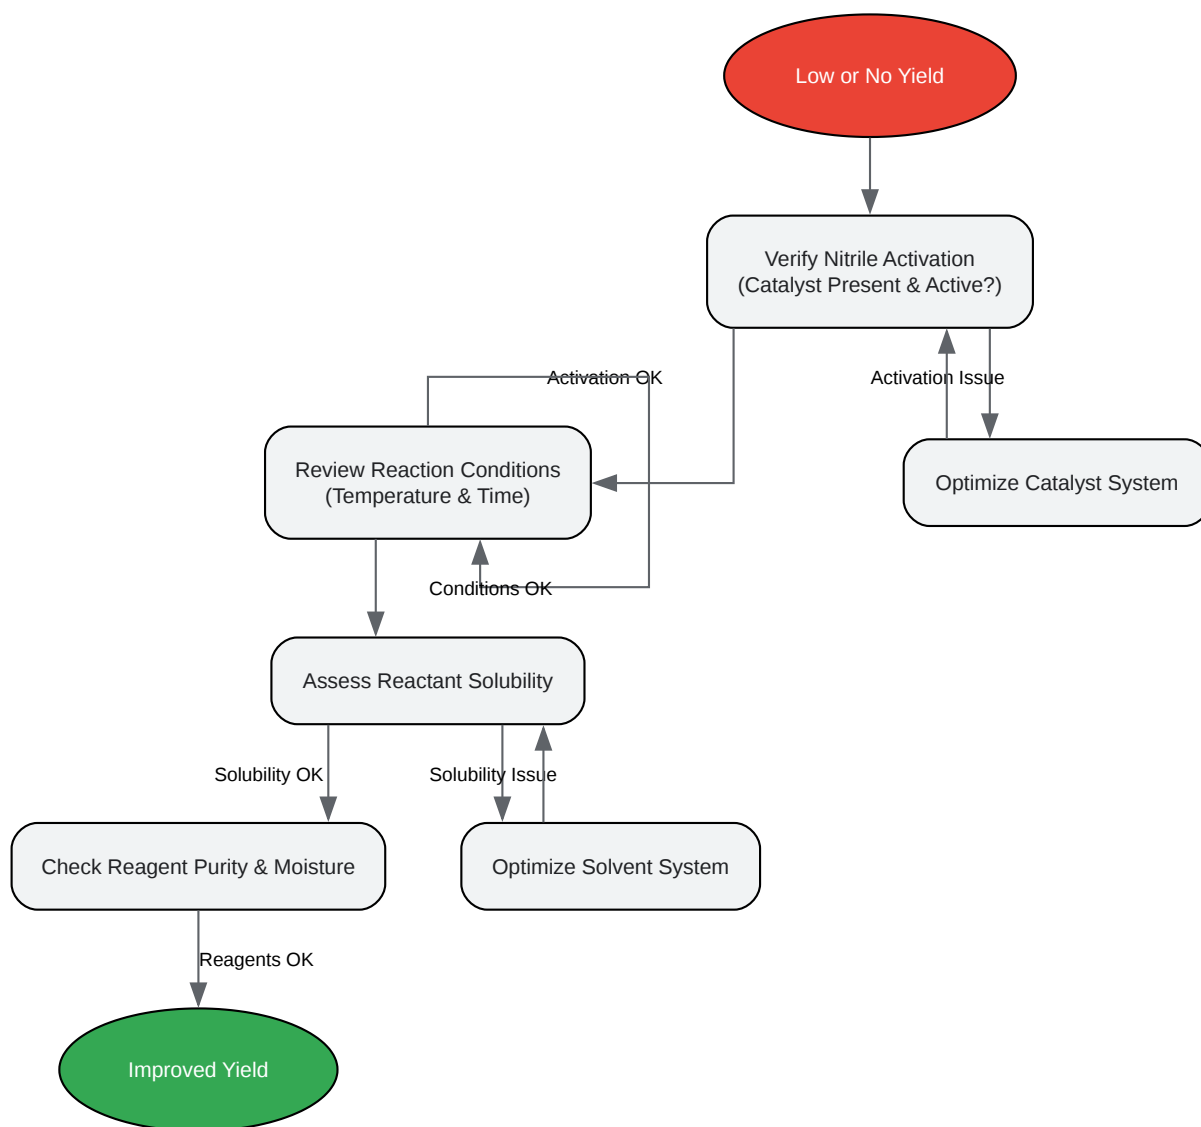 Low or No Yield
Verify Nitrile Activation
(Catalyst Present & Active?)
Activation OK
Activation Issue
Review Reaction Conditions
(Temperature & Time)
Optimize Catalyst System
Conditions OK
Assess Reactant Solubility
Solubility OK
Solubility Issue
Check Reagent Purity & Moisture
Optimize Solvent System
Reagents OK
Improved Yield